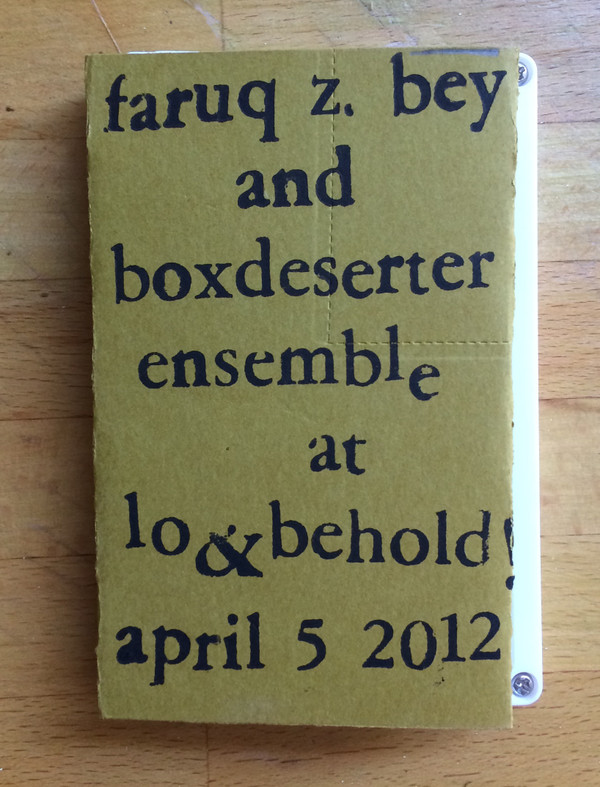 faruq z. bey
and
boxdeserter
ensemble
at
lo&behold!
april 5 2012